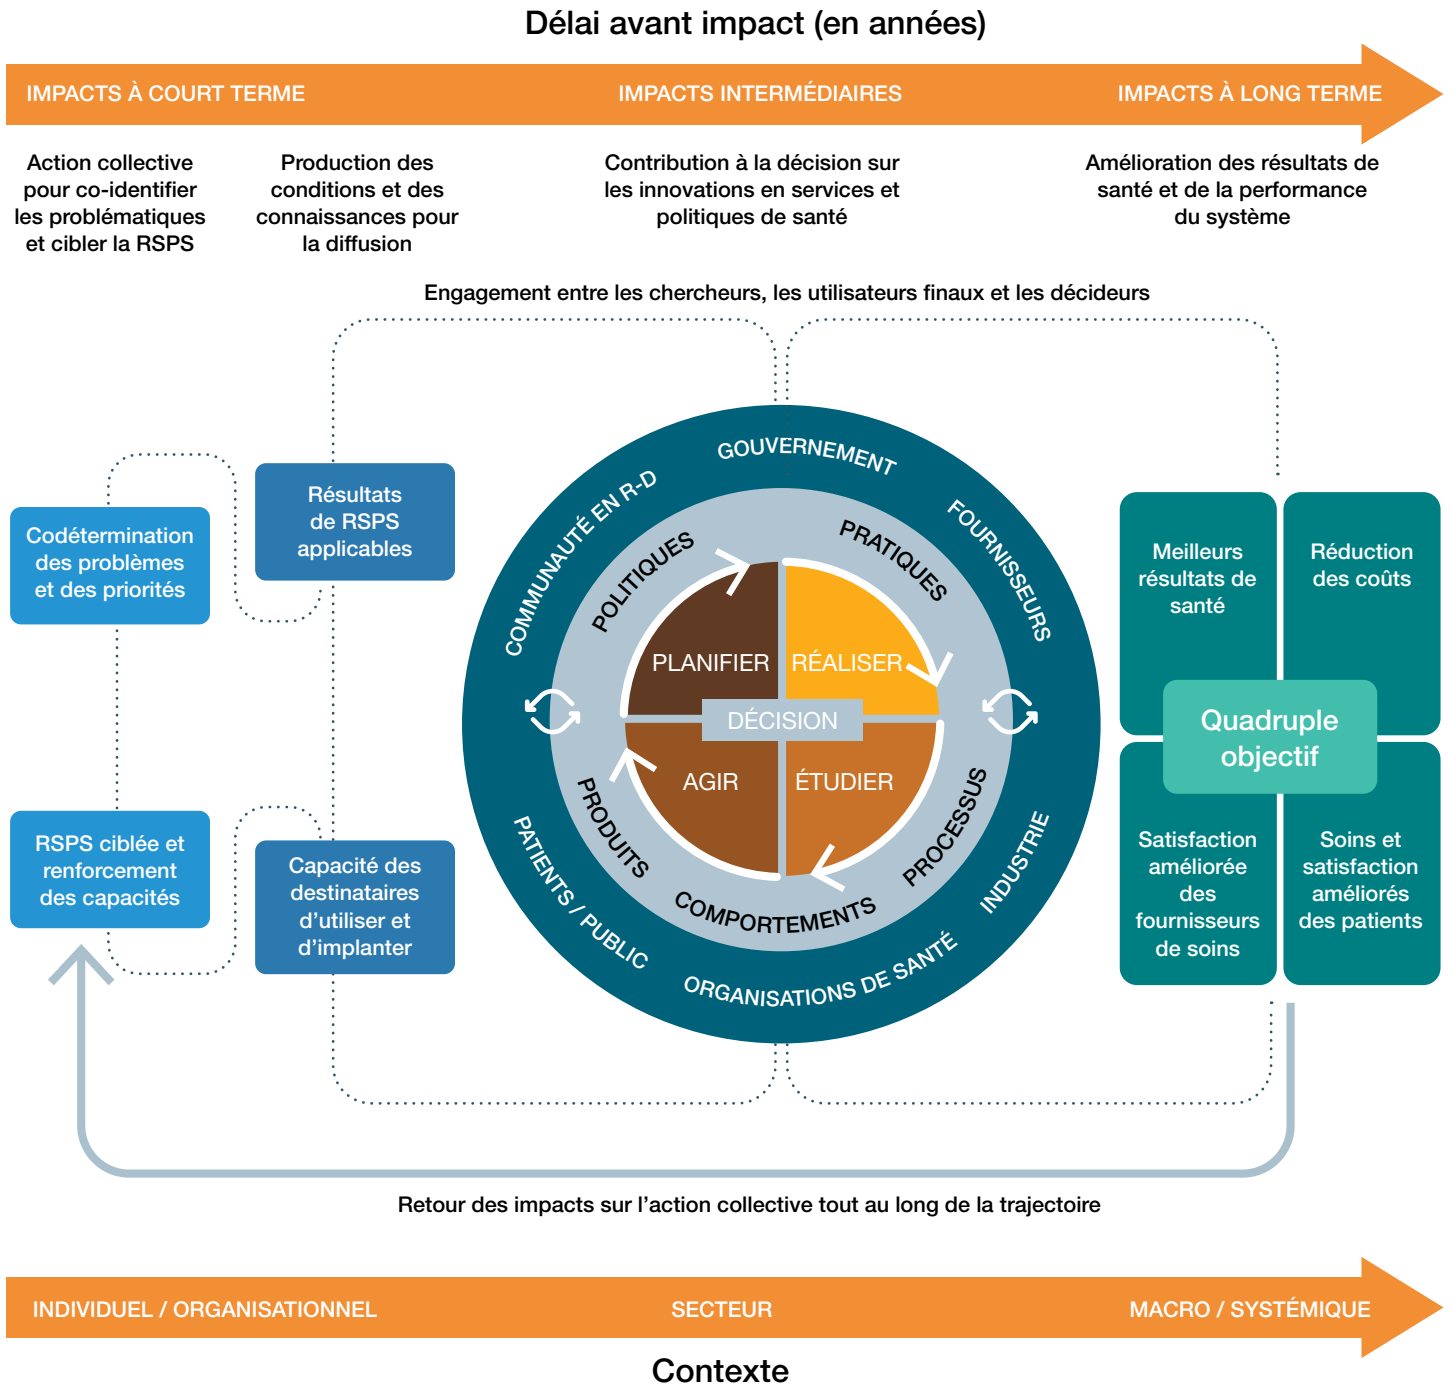 Délai avant impact (en années)
IMPACTS À COURT TERME
IMPACTS INTERMÉDIAIRES
IMPACTS À LONG TERME
Action collective
pour co-identifier
les problématiques
et cibler la RSPS
Production des
conditions et des
connaissances pour
la diffusion
Contribution à la décision sur
les innovations en services et
politiques de santé
Amélioration des résultats de
santé et de la performance
du système
Engagement entre les chercheurs, les utilisateurs finaux et les décideurs
Codétermination
des problèmes
et des priorités
Résultats
de RSPS
applicables
RSPS ciblée et
renforcement
des capacités
Capacité des
destinataires
d’utiliser et
d’implanter
COMMUNAUTÉ EN R-D
GOUVERNEMENT
FOURNISSEURS
INDUSTRIE
ORGANISATIONS DE SANTÉ
PATIENTS / PUBLIC
POLITIQUES
PRATIQUES
PROCESSUS
COMPORTEMENTS
PRODUITS
PLANIFIER
RÉALISER
DÉCISION
AGIR
ÉTUDIER
Meilleurs
résultats de
santé
Réduction
des coûts
Quadruple
objectif
Satisfaction
améliorée
des
fournisseurs
de soins
Soins et
satisfaction
améliorés
des patients
Retour des impacts sur l’action collective tout au long de la trajectoire
INDIVIDUEL / ORGANISATIONNEL
SECTEUR
MACRO / SYSTÉMIQUE
Contexte